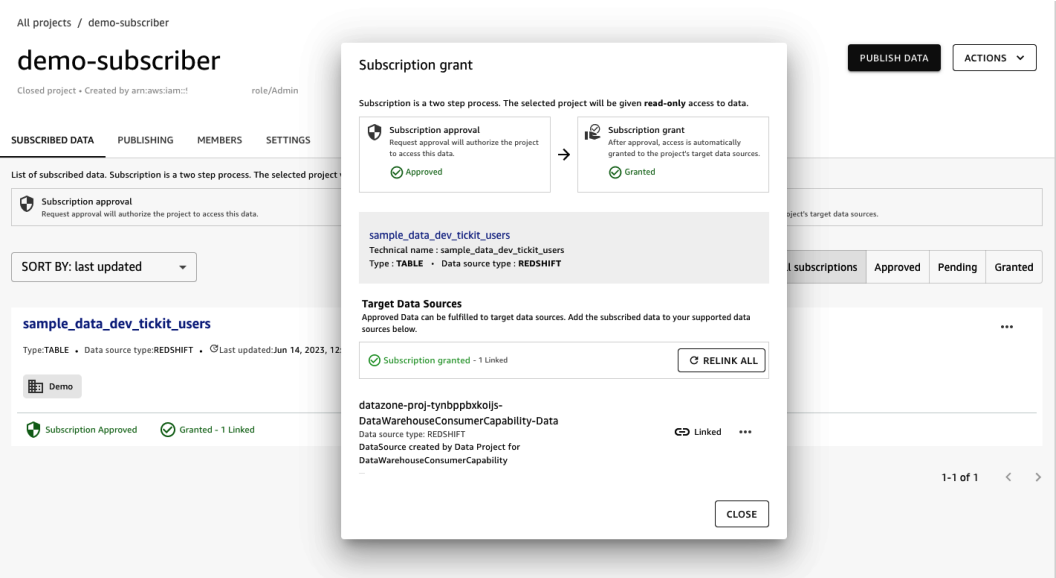 All projects / demo-subscriber
demo-subscriber
Closed project • Created by arn:aws:iam::! role/Admin
PUBLISH DATA
ACTIONS
SUBSCRIBED DATA PUBLISHING MEMBERS SETTINGS
List of subscribed data. Subscription is a two step process. The selected project
Subscription approval
Request approval will authorize the project to access this data.
target data sources.
SORT BY: last updated
subscriptions Approved Pending Granted
sample_data_dev_tickit_users
Type:TABLE • Data source type:REDSHIFT • Last updated:Jun 14, 2023, 12:
Demo
Subscription Approved Granted - 1 Linked
1-1 of 1
Subscription grant
Subscription is a two step process. The selected project will be given read-only access to data.
Subscription approval
Request approval will authorize the project
to access this data.
Approved
Subscription grant
After approval, access is automatically
granted to the project's target data sources.
Granted
sample_data_dev_tickit_users
Technical name : sample_data_dev_tickit_users
Type : TABLE • Data source type : REDSHIFT
Target Data Sources
Approved Data can be fulfilled to target data sources. Add the subscribed data to your supported data
sources below.
Subscription granted - 1 Linked
RELINK ALL
datazone-proj-tynbppbxkoijs-
DataWarehouseConsumerCapability-Data
Data source type: REDSHIFT
DataSource created by Data Project for
DataWarehouseConsumerCapability
Linked
CLOSE